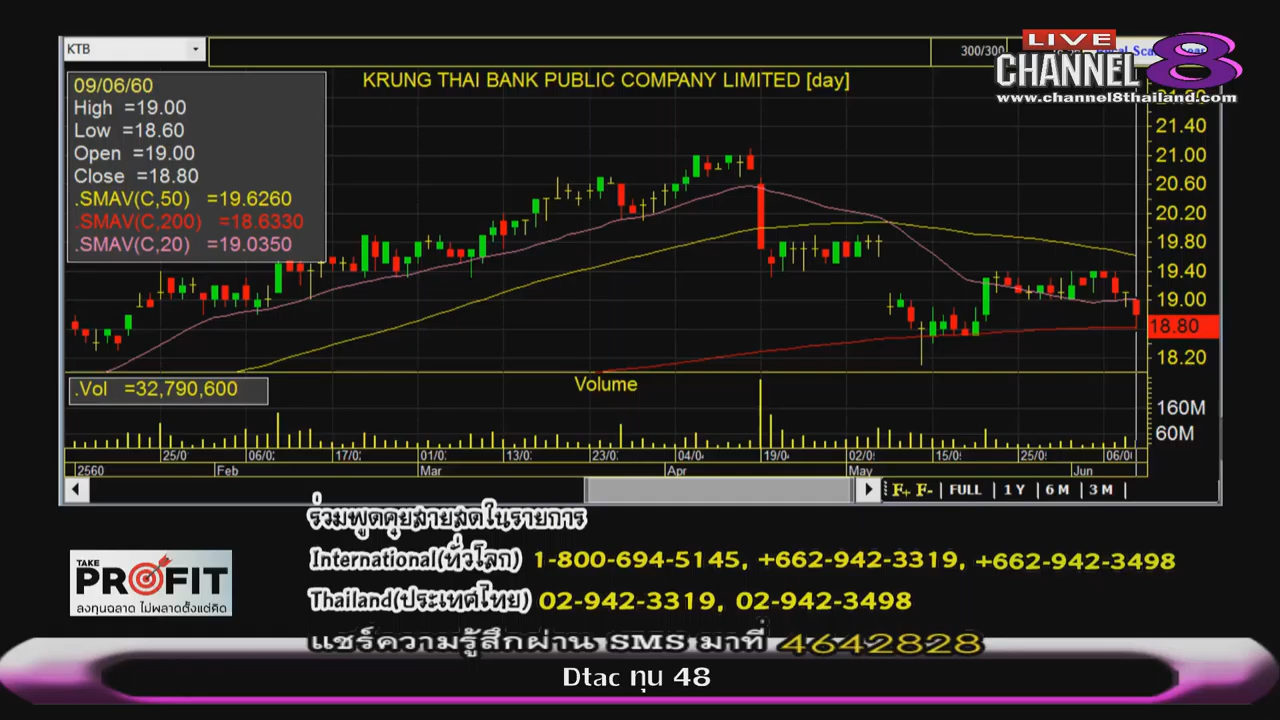 KTB
300/300
LIVE
CHANNEL 8
www.channel8thailand.com
KRUNG THAI BANK PUBLIC COMPANY LIMITED [day]
09/06/60
High =19.00
Low =18.60
Open =19.00
Close =18.80
.SMAV(C,50) =19.6260
.SMAV(C,200) =18.6330
.SMAV(C,20) =19.0350
21.40
21.00
20.60
20.20
19.80
19.40
19.00
18.80
18.20
.Vol =32,790,600
Volume
160M
60M
25/0 06/0 17/0 01/0 13/0 23/0 04/0 19/0 02/0 15/0 25/0 06/0
2560 Feb Mar Apr May Jun
F+ F- | FULL | 1 Y | 6 M | 3 M |
ร่วมพูดคุยสายสดในรายการ
International(ทั่วโลก) 1-800-694-5145, +662-942-3319, +662-942-3498
Thailand(ประเทศไทย) 02-942-3319, 02-942-3498
TAKE
PROFIT
ลงทุนฉลาด ไม่พลาดตั้งแต่คิด
แชร์ความรู้สึกผ่าน SMS มาที่ 4642828
Dtac ทุน 48